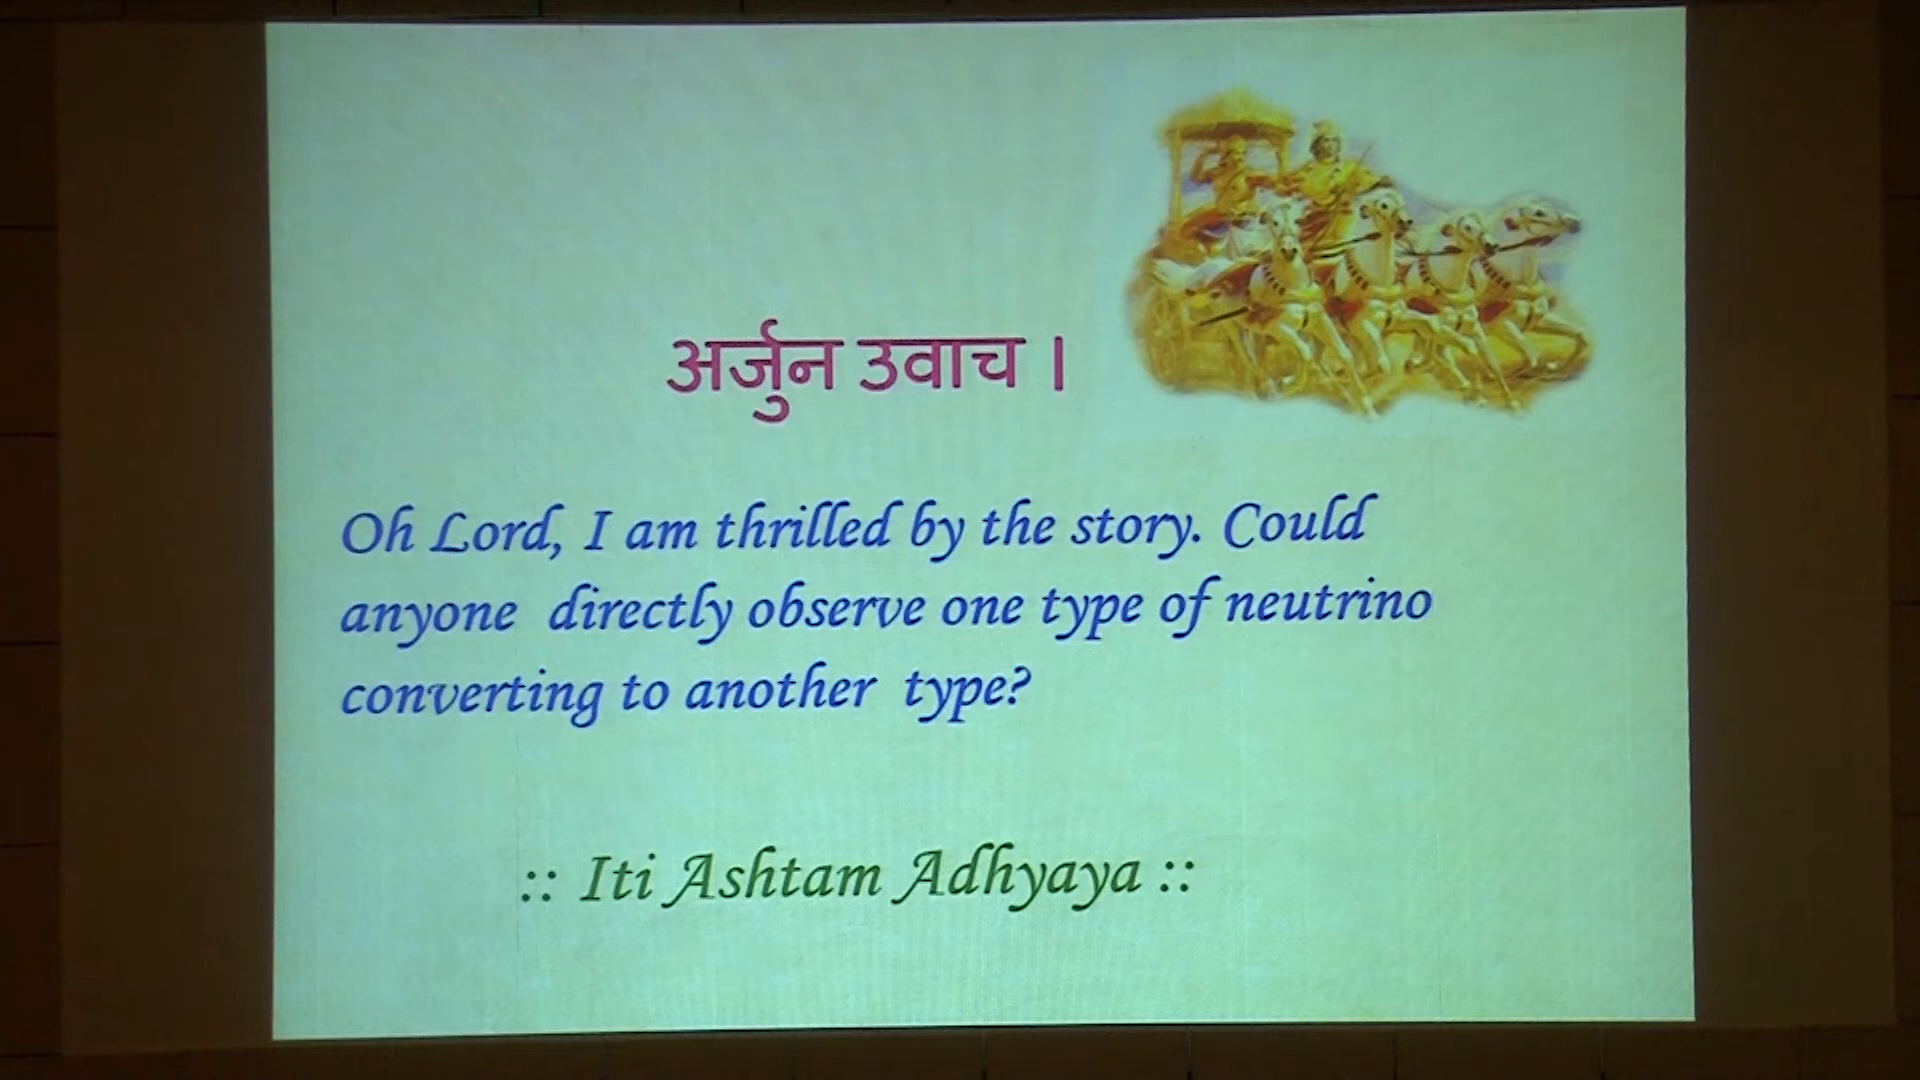 अर्जुन उवाच ।
Oh Lord, I am thrilled by the story. Could
anyone directly observe one type of neutrino
converting to another type?
:: Iti Ashtam Adhyaya ::